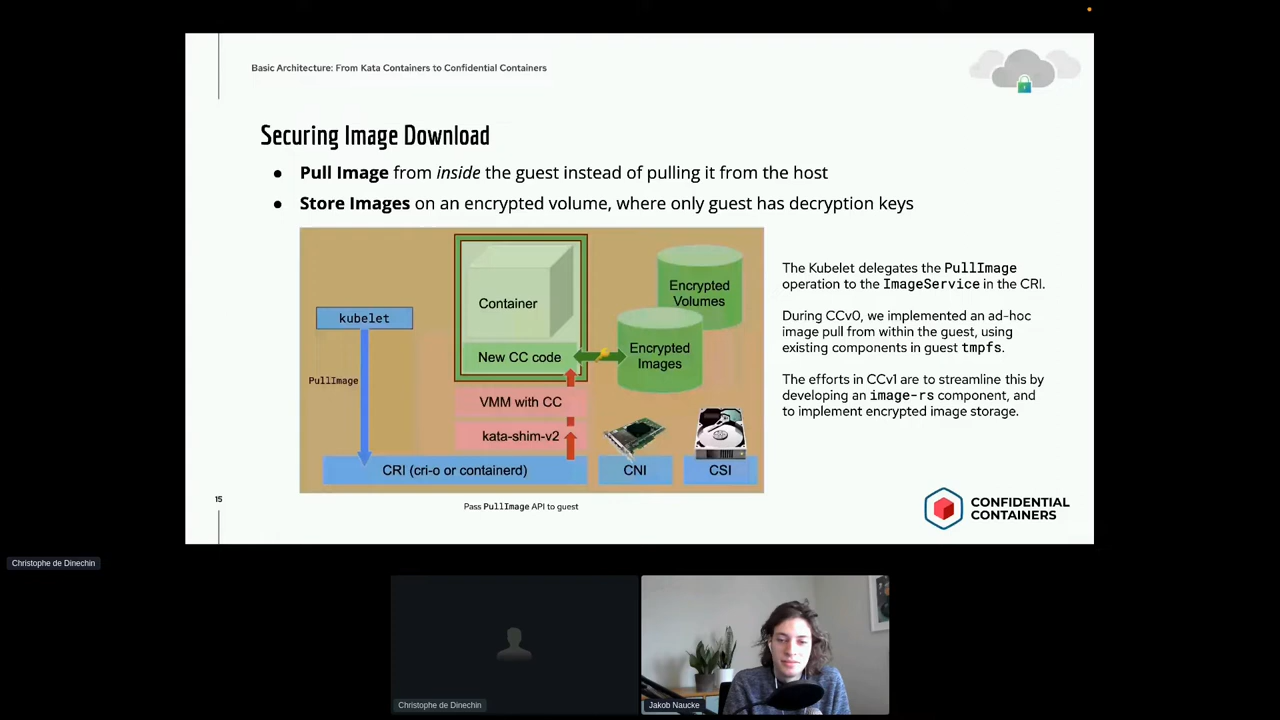 Basic Architecture: From Kata Containers to Confidential Containers
Securing Image Download
● Pull Image from inside the guest instead of pulling it from the host
● Store Images on an encrypted volume, where only guest has decryption keys
kubelet
PullImage
Container
New CC code
VMM with CC
kata-shim-v2
CRI (cri-o or containerd)
Encrypted
Volumes
Encrypted
Images
CNI
CSI
Pass PullImage API to guest
The Kubelet delegates the PullImage
operation to the ImageService in the CRI.
During CCv0, we implemented an ad-hoc
image pull from within the guest, using
existing components in guest tmpfs.
The efforts in CCv1 are to streamline this by
developing an image-rs component, and
to implement encrypted image storage.
15
CONFIDENTIAL
CONTAINERS
Christophe de Dinechin
Christophe de Dinechin
Jakob Naucke